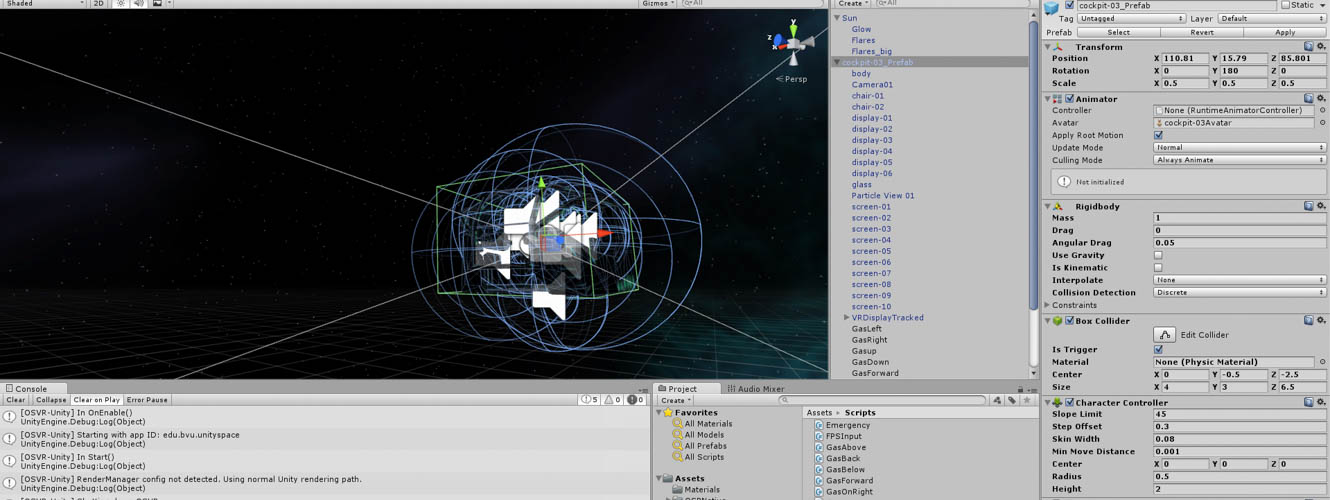 Shaded
2D
Gizmos
All
y
z
x
Persp
Create
All
Sun
Glow
Flares
Flares_big
cockpit-03_Prefab
body
Camera01
chair-01
chair-02
display-01
display-02
display-03
display-04
display-05
display-06
glass
Particle View 01
screen-01
screen-02
screen-03
screen-04
screen-05
screen-06
screen-07
screen-08
screen-09
screen-10
VRDisplayTracked
GasLeft
GasRight
Gasup
GasDown
GasForward
cockpit-03_Prefab Static
Tag Untagged Layer Default
Prefab Select Revert Apply
Transform
Position X 110.81 Y 15.79 Z 85.801
Rotation X 0 Y 180 Z 0
Scale X 0.5 Y 0.5 Z 0.5
Animator
Controller None (RuntimeAnimatorController)
Avatar cockpit-03Avatar
Apply Root Motion
Update Mode Normal
Culling Mode Always Animate
Not initialized
Rigidbody
Mass 1
Drag 0
Angular Drag 0.05
Use Gravity
Is Kinematic
Interpolate None
Collision Detection Discrete
Constraints
Box Collider
Edit Collider
Is Trigger
Material None (Physic Material)
Center X 0 Y -0.5 Z -2.5
Size X 4 Y 3 Z 6.5
Character Controller
Slope Limit 45
Step Offset 0.3
Skin Width 0.08
Min Move Distance 0.001
Center X 0 Y 0 Z 0
Radius 0.5
Height 2
Console
Clear Collapse Clear on Play Error Pause 5 0 0
[OSVR-Unity] In OnEnable()
UnityEngine.Debug:Log(Object)
[OSVR-Unity] Starting with app ID: edu.bvu.unityspace
UnityEngine.Debug:Log(Object)
[OSVR-Unity] In Start()
UnityEngine.Debug:Log(Object)
[OSVR-Unity] RenderManager config not detected. Using normal Unity rendering path.
UnityEngine.Debug:Log(Object)
Project Audio Mixer
Create
Favorites
All Materials
All Models
All Prefabs
All Scripts
Assets
Materials
Assets Scripts
Emergency
FPSInput
GasAbove
GasBack
GasBelow
GasForward
GasOnRight